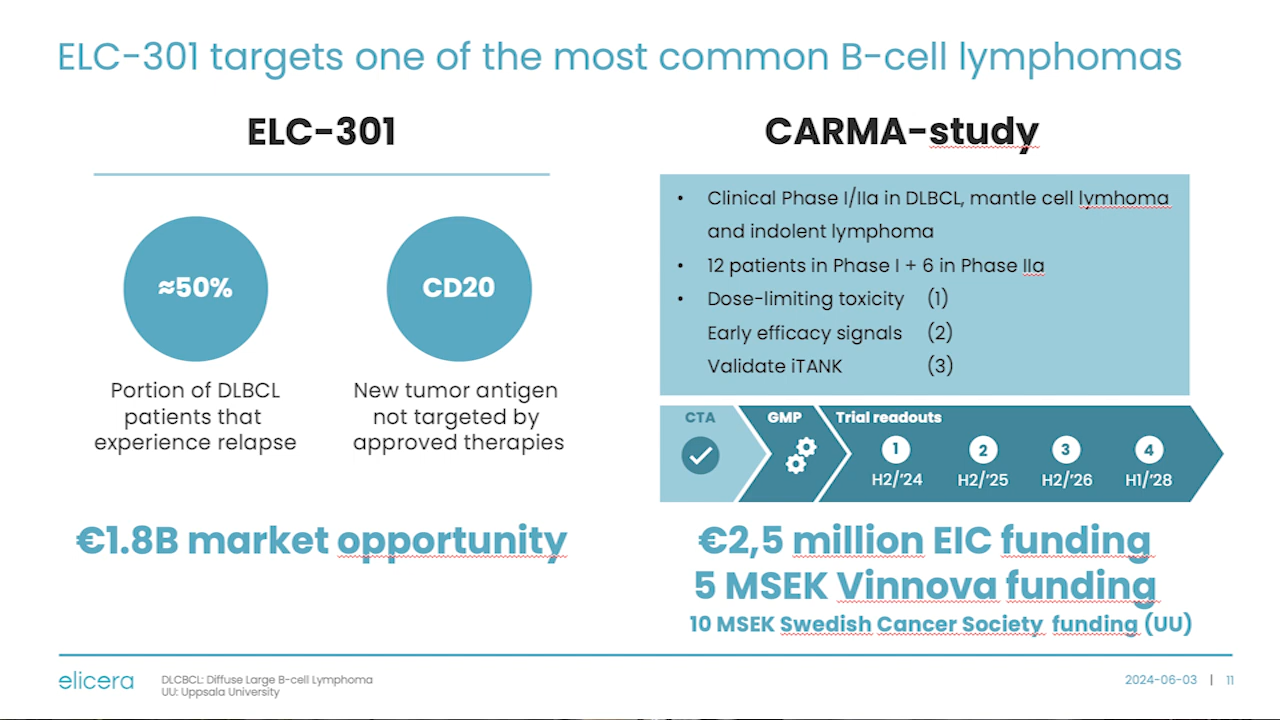 ELC-301 targets one of the most common B-cell lymphomas
ELC-301
≈50%
CD20
Portion of DLBCL
patients that
experience relapse
New tumor antigen
not targeted by
approved therapies
€1.8B market opportunity
CARMA-study
• Clinical Phase I/IIa in DLBCL, mantle cell lymhoma
and indolent lymphoma
• 12 patients in Phase I + 6 in Phase IIa
• Dose-limiting toxicity (1)
Early efficacy signals (2)
Validate iTANK (3)
CTA
GMP
Trial readouts
1 2 3 4
H2/'24 H2/'25 H2/'26 H1/'28
€2,5 million EIC funding
5 MSEK Vinnova funding
10 MSEK Swedish Cancer Society funding (UU)
elicera
DLCBCL: Diffuse Large B-cell Lymphoma
UU: Uppsala University
2024-06-03 | 11